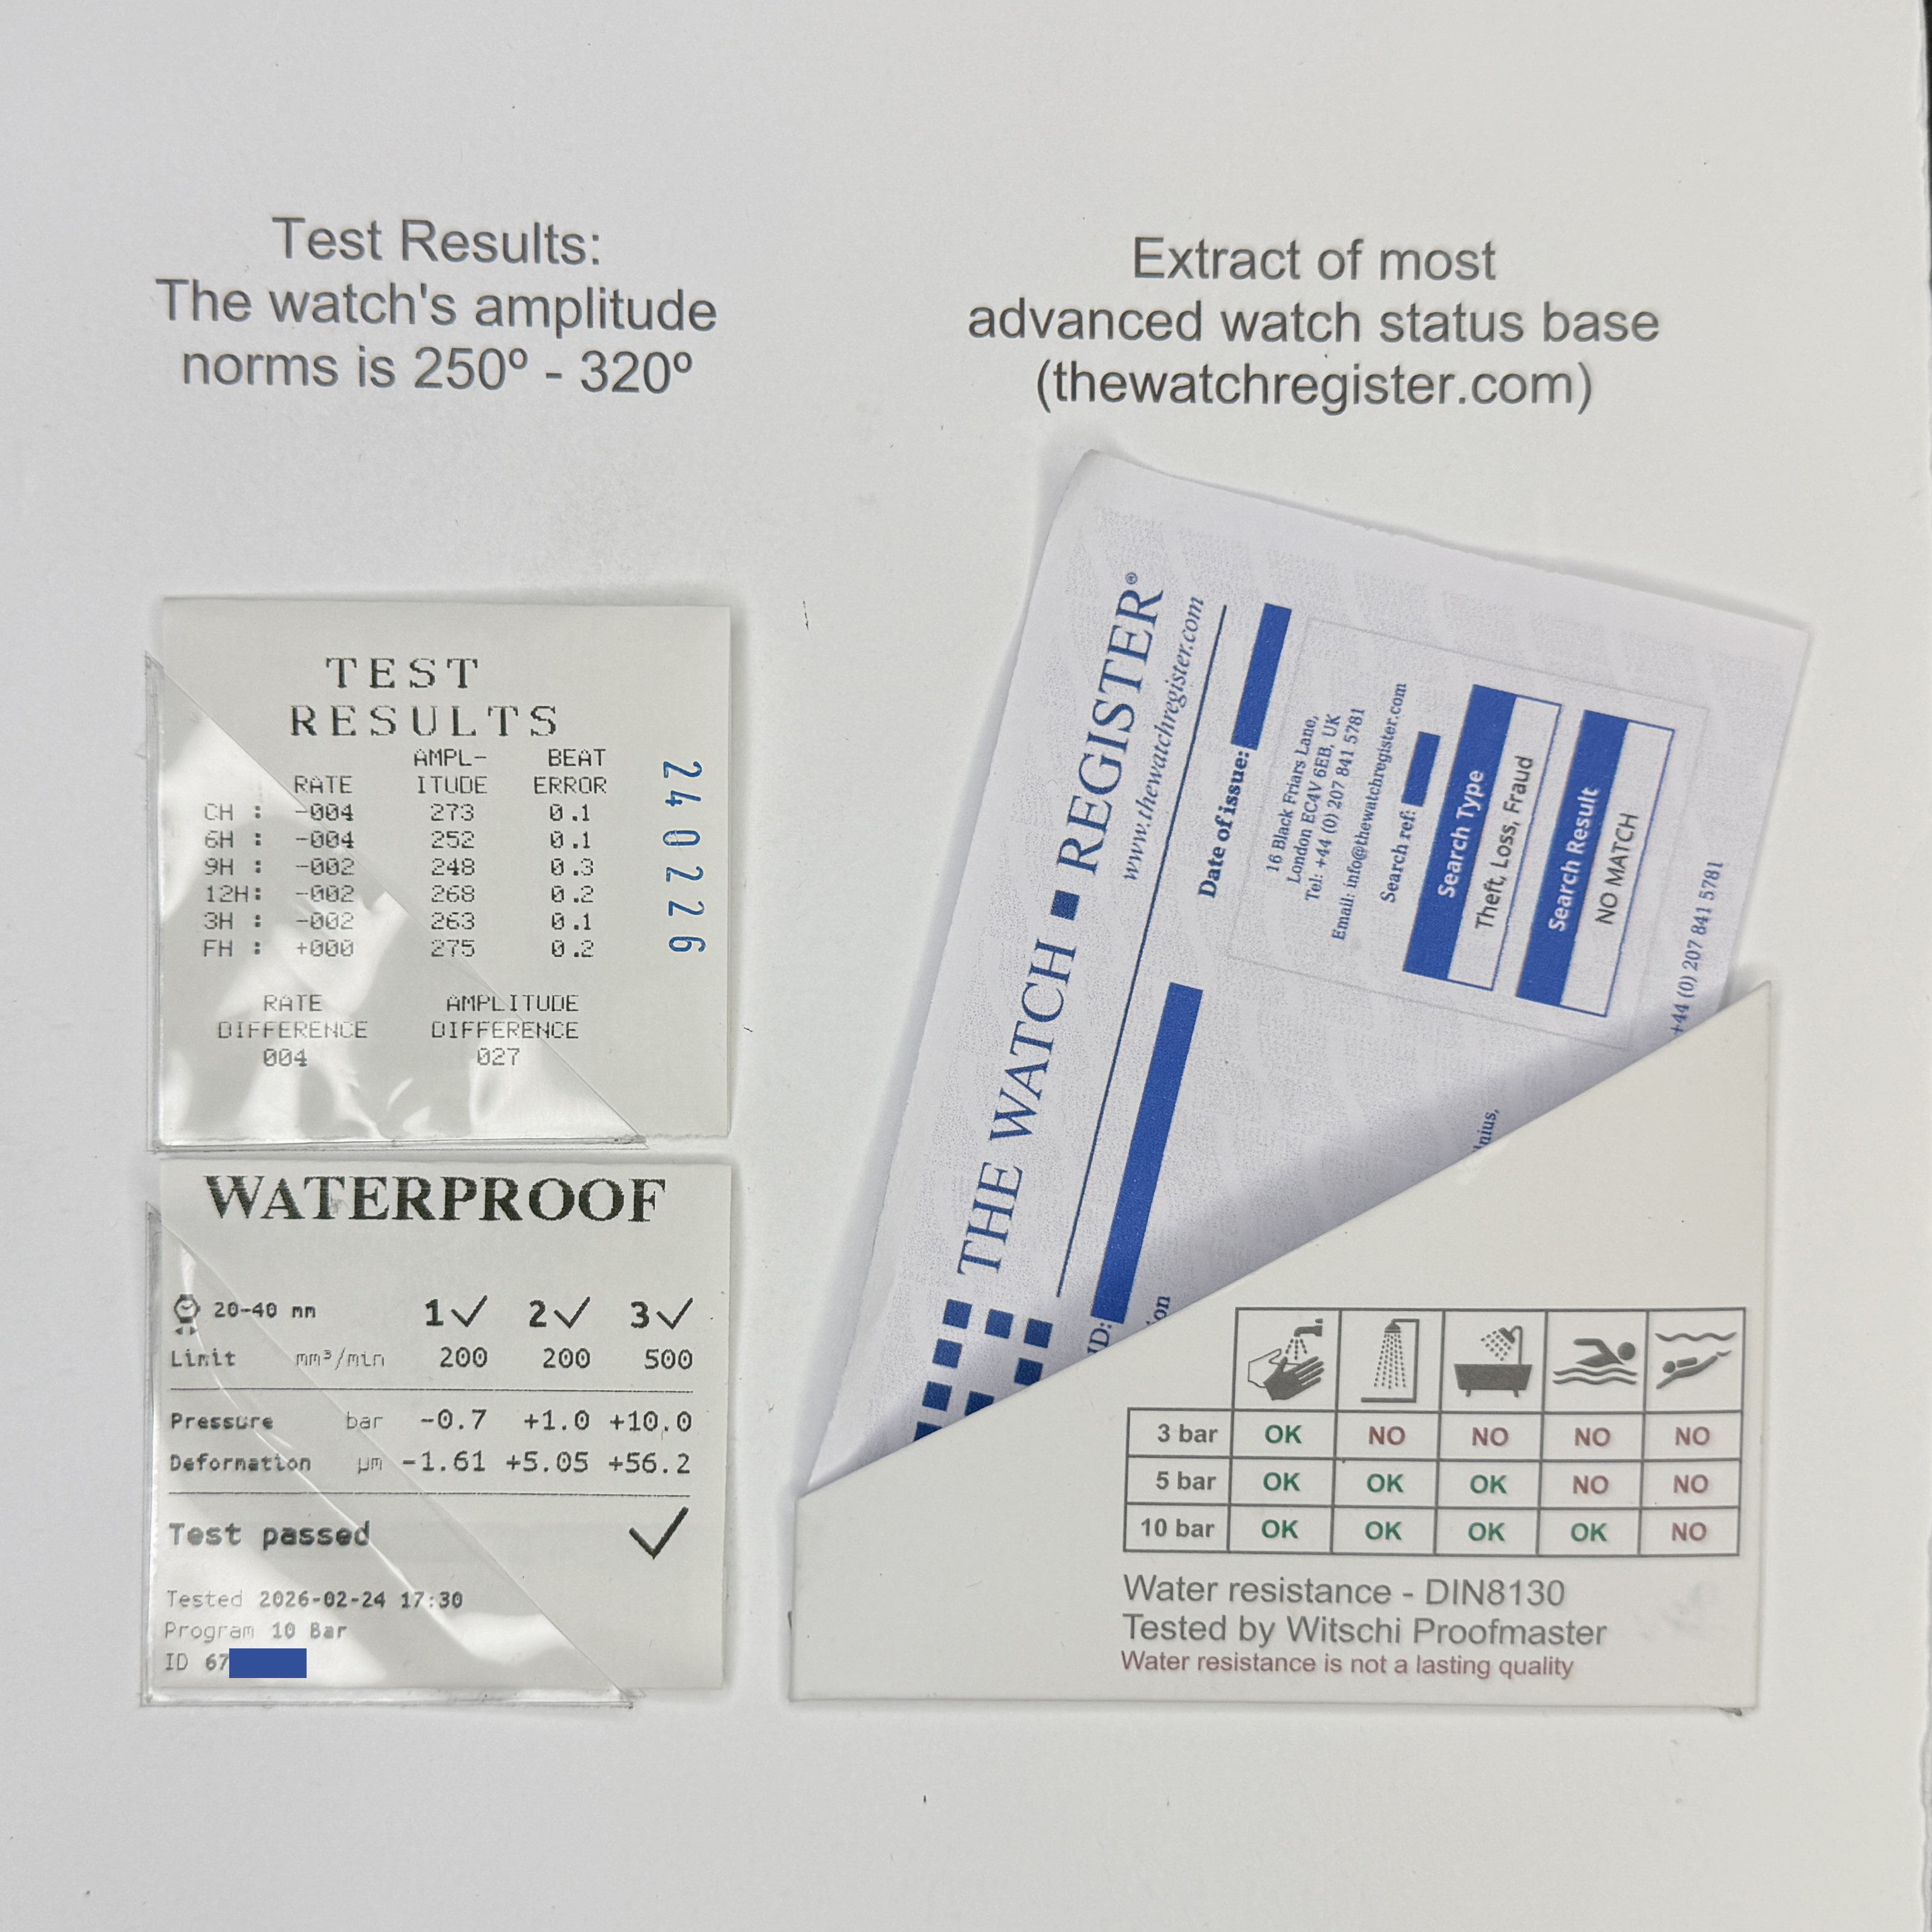 Test Results:
The watch's amplitude
norms is 250º - 320º
Extract of most
advanced watch status base
(thewatchregister.com)
TEST
RESULTS
AMPL- BEAT
RATE ITUDE ERROR
CH : -004 273 0.1
6H : -004 252 0.1
9H : -002 248 0.3
12H: -002 268 0.2
3H : -002 263 0.1
FH : +000 275 0.2
RATE AMPLITUDE
DIFFERENCE DIFFERENCE
004 027
240226
WATERPROOF
20-40 mm 1✓ 2✓ 3✓
Limit mm³/min 200 200 500
Pressure bar -0.7 +1.0 +10.0
Deformation µm -1.61 +5.05 +56.2
Test passed ✓
Tested 2026-02-24 17:30
Program 10 Bar
ID 67
THE WATCH ■ REGISTER®
www.thewatchregister.com
ID:
Date of issue:
16 Black Friars Lane,
London EC4V 6EB, UK
Tel: +44 (0) 207 841 5781
Email: info@thewatchregister.com
Search ref:
Search Type
Theft, Loss, Fraud
Search Result
NO MATCH
+44 (0) 207 841 5781
3 bar OK NO NO NO NO
5 bar OK OK OK NO NO
10 bar OK OK OK OK NO
Water resistance - DIN8130
Tested by Witschi Proofmaster
Water resistance is not a lasting quality